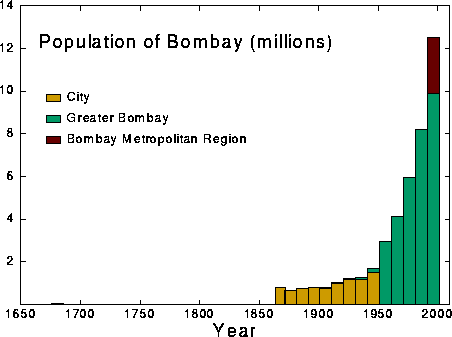 14
Population of Bombay (millions)
12
10
City
Greater Bombay
8
Bombay Metropolitan Region
6
4
2
1650 1700 1750 1800 1850 1900 1950 2000
Year